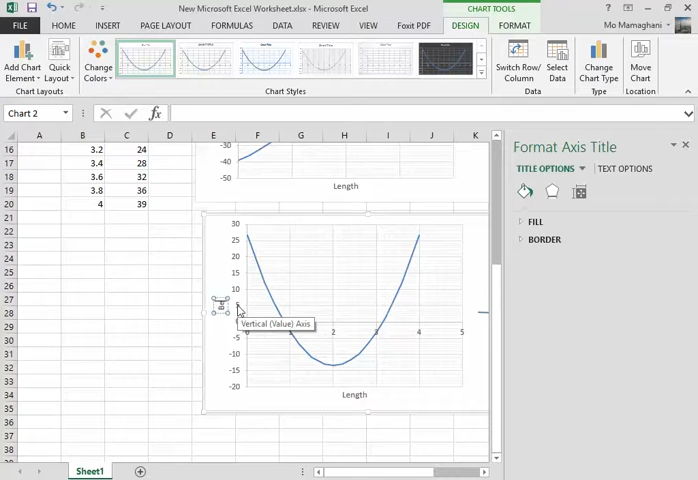 New Microsoft Excel Worksheet.xlsx - Microsoft Excel
CHART TOOLS
?
FILE HOME INSERT PAGE LAYOUT FORMULAS DATA REVIEW VIEW Foxit PDF DESIGN FORMAT Mo Mamaghani
Add Chart Element
Quick Layout
Change Colors
Switch Row/Column
Select Data
Change Chart Type
Move Chart
Chart Layouts Chart Styles Data Type Location
Chart 2 fx
A B C D E F G H I J K
16 3.2 24
17 3.4 28
18 3.6 32
19 3.8 36
20 4 39
21
22
23
24
25
26
27
28
29
30
31
32
33
34
35
36
37
38
-30
-50
Length
30
25
20
15
10
5
0 1 2 3 4 5
-5
-10
-15
-20
Length
Be
Vertical (Value) Axis
Format Axis Title
TITLE OPTIONS TEXT OPTIONS
FILL
BORDER
Sheet1